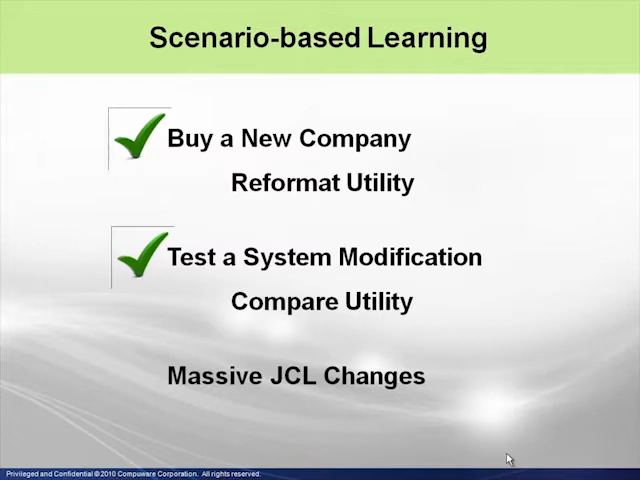 Scenario-based Learning
Buy a New Company
Reformat Utility
Test a System Modification
Compare Utility
Massive JCL Changes
Privileged and Confidential © 2010 Compuware Corporation. All rights reserved.